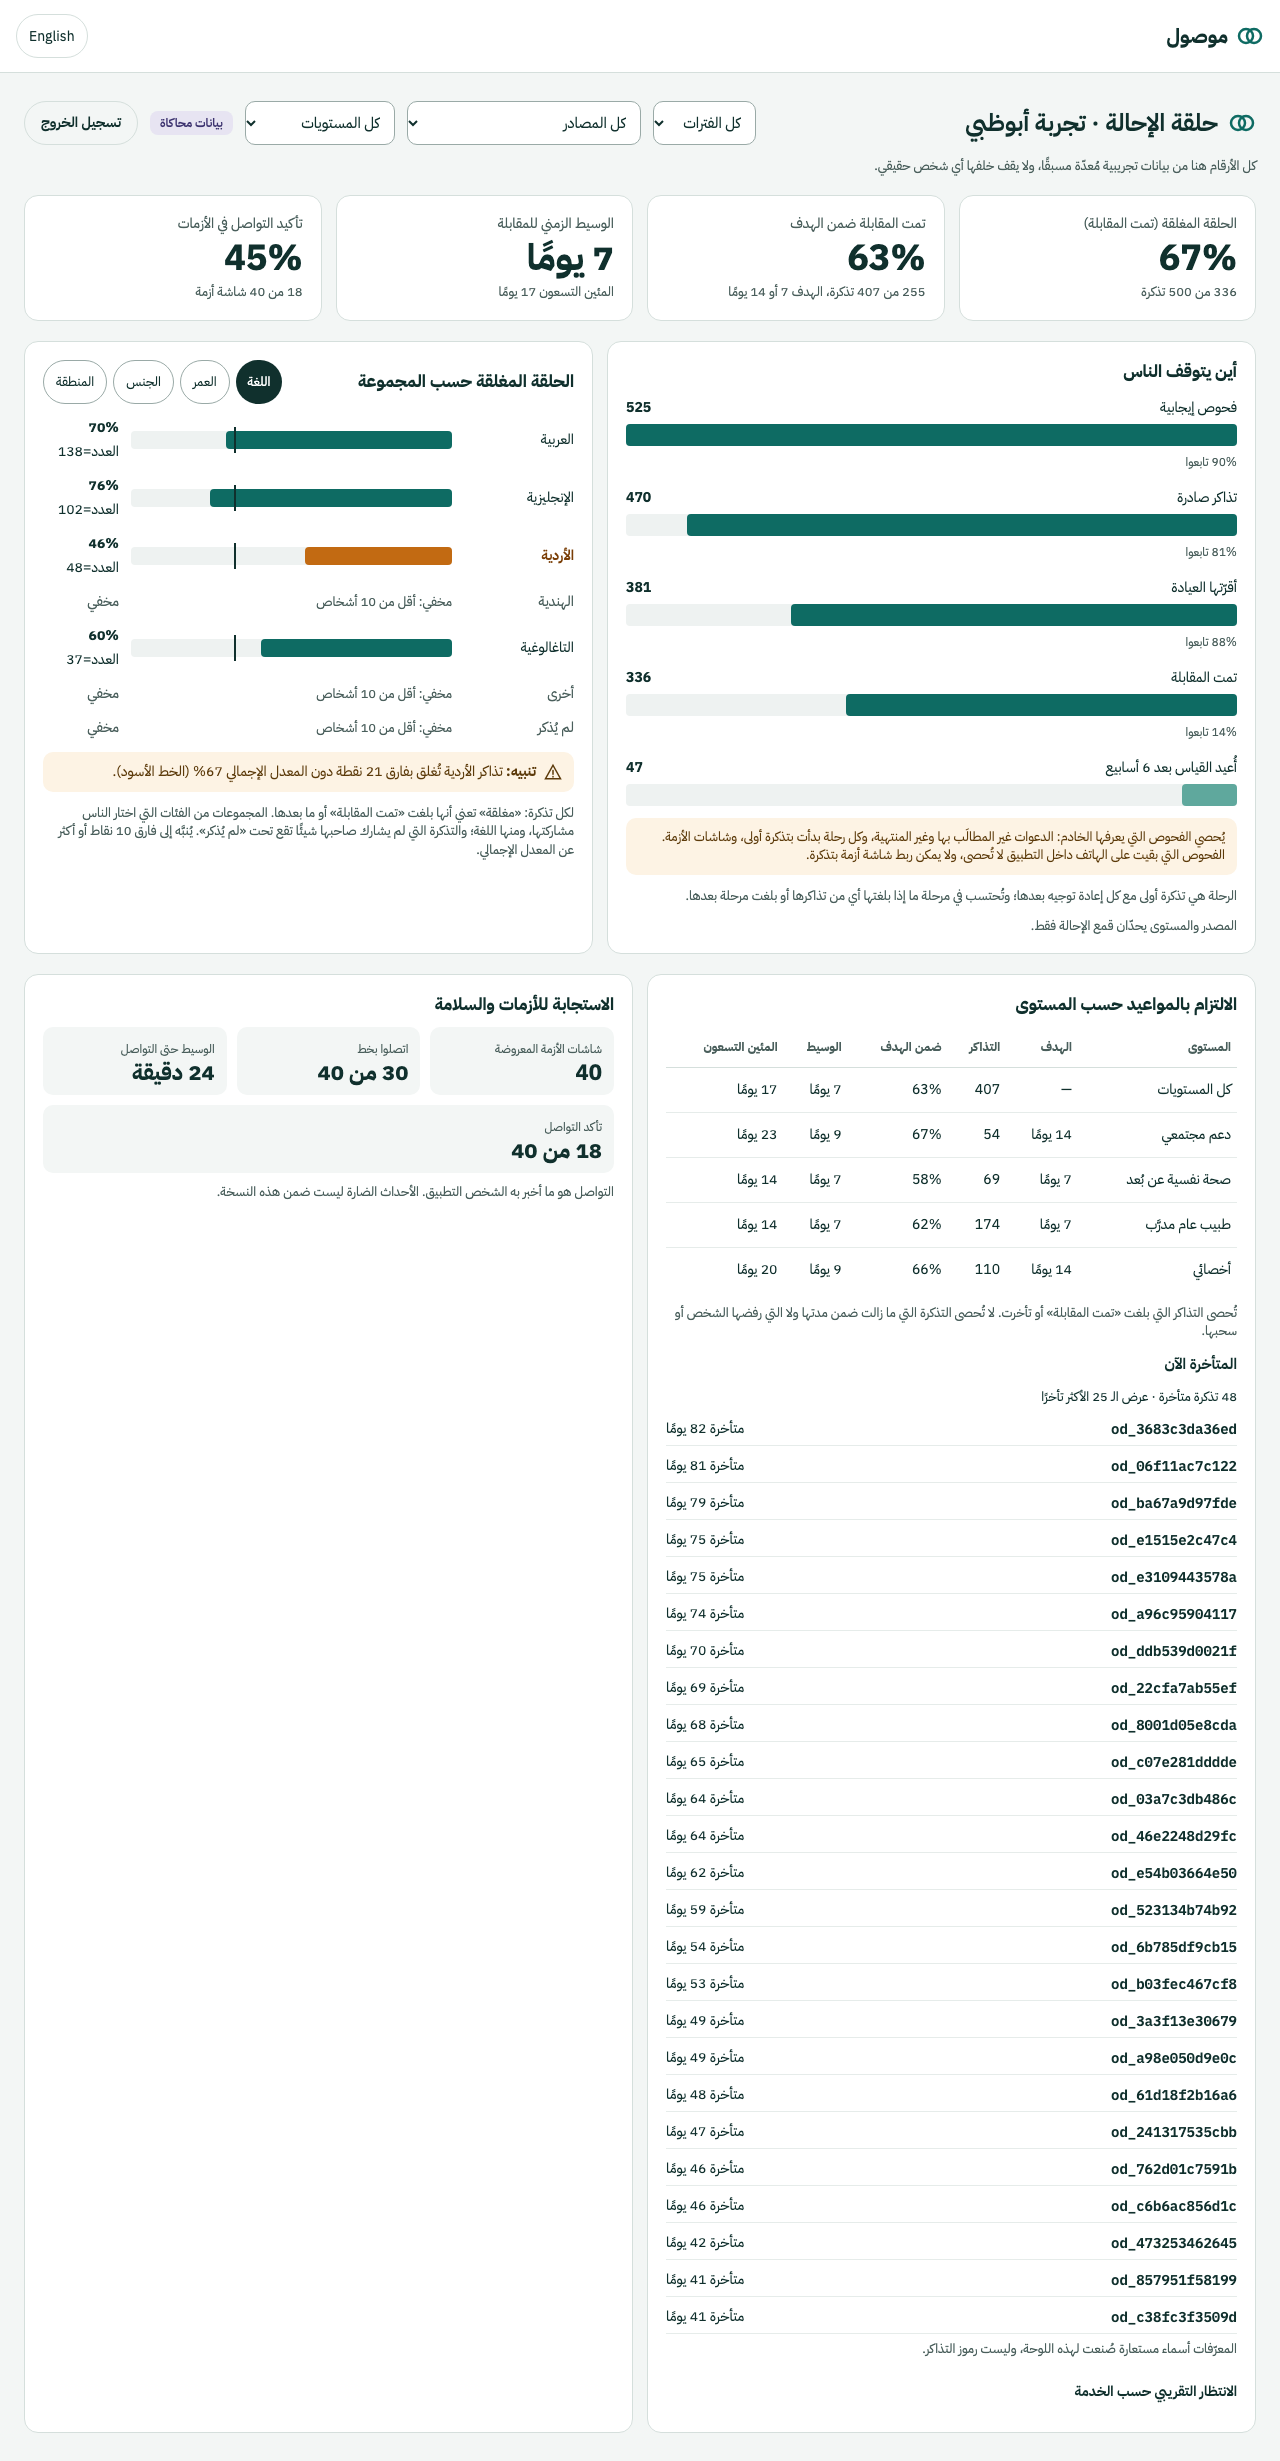 موصول
English
حلقة الإحالة · تجربة أبوظبي
كل الفترات
كل المصادر
كل المستويات
بيانات محاكاة
تسجيل الخروج
كل الأرقام هنا من بيانات تجريبية مُعدّة مسبقًا، ولا يقف خلفها أي شخص حقيقي.
الحلقة المغلقة (تمت المقابلة)
67%
336 من 500 تذكرة
تمت المقابلة ضمن الهدف
63%
255 من 407 تذكرة، الهدف 7 أو 14 يومًا
الوسيط الزمني للمقابلة
7 يومًا
المئين التسعون 17 يومًا
تأكيد التواصل في الأزمات
45%
18 من 40 شاشة أزمة
أين يتوقف الناس
فحوص إيجابية 525
90% تابعوا
تذاكر صادرة 470
81% تابعوا
أقرّتها العيادة 381
88% تابعوا
تمت المقابلة 336
14% تابعوا
أُعيد القياس بعد 6 أسابيع 47
يُحصي الفحوص التي يعرفها الخادم: الدعوات غير المطالَب بها وغير المنتهية، وكل رحلة بدأت بتذكرة أولى، وشاشات الأزمة.
الفحوص التي بقيت على الهاتف داخل التطبيق لا تُحصى، ولا يمكن ربط شاشة أزمة بتذكرة.
الرحلة هي تذكرة أولى مع كل إعادة توجيه بعدها؛ وتُحتسب في مرحلة ما إذا بلغتها أي من تذاكرها أو بلغت مرحلة بعدها.
المصدر والمستوى يحدّان قمع الإحالة فقط.
الحلقة المغلقة حسب المجموعة
اللغة
العمر
الجنس
المنطقة
العربية 70%
العدد=138
الإنجليزية 76%
العدد=102
الأردية 46%
العدد=48
الهندية مخفي: أقل من 10 أشخاص مخفي
التاغالوغية 60%
العدد=37
أخرى مخفي: أقل من 10 أشخاص مخفي
لم يُذكر مخفي: أقل من 10 أشخاص مخفي
تنبيه: تذاكر الأردية تُغلق بفارق 21 نقطة دون المعدل الإجمالي 67% (الخط الأسود).
لكل تذكرة: «مغلقة» تعني أنها بلغت «تمت المقابلة» أو ما بعدها. المجموعات من الفئات التي اختار الناس
مشاركتها، ومنها اللغة؛ والتذكرة التي لم يشارك صاحبها شيئًا تقع تحت «لم يُذكر». يُنبَّه إلى فارق 10 نقاط أو أكثر
عن المعدل الإجمالي.
الالتزام بالمواعيد حسب المستوى
المستوى الهدف التذاكر ضمن الهدف الوسيط المئين التسعون
كل المستويات — 407 63% 7 يومًا 17 يومًا
دعم مجتمعي 14 يومًا 54 67% 9 يومًا 23 يومًا
صحة نفسية عن بُعد 7 يومًا 69 58% 7 يومًا 14 يومًا
طبيب عام مدرَّب 7 يومًا 174 62% 7 يومًا 14 يومًا
أخصائي 14 يومًا 110 66% 9 يومًا 20 يومًا
تُحصى التذاكر التي بلغت «تمت المقابلة» أو تأخرت. لا تُحصى التذكرة التي ما زالت ضمن مدتها ولا التي رفضها الشخص أو
سحبها.
المتأخرة الآن
48 تذكرة متأخرة · عرض الـ 25 الأكثر تأخرًا
od_3683c3da36ed متأخرة 82 يومًا
od_06f11ac7c122 متأخرة 81 يومًا
od_ba67a9d97fde متأخرة 79 يومًا
od_e1515e2c47c4 متأخرة 75 يومًا
od_e3109443578a متأخرة 75 يومًا
od_a96c95904117 متأخرة 74 يومًا
od_ddb539d0021f متأخرة 70 يومًا
od_22cfa7ab55ef متأخرة 69 يومًا
od_8001d05e8cda متأخرة 68 يومًا
od_c07e281dddde متأخرة 65 يومًا
od_03a7c3db486c متأخرة 64 يومًا
od_46e2248d29fc متأخرة 64 يومًا
od_e54b03664e50 متأخرة 62 يومًا
od_523134b74b92 متأخرة 59 يومًا
od_6b785df9cb15 متأخرة 54 يومًا
od_b03fec467cf8 متأخرة 53 يومًا
od_3a3f13e30679 متأخرة 49 يومًا
od_a98e050d9e0c متأخرة 49 يومًا
od_61d18f2b16a6 متأخرة 48 يومًا
od_241317535cbb متأخرة 47 يومًا
od_762d01c7591b متأخرة 46 يومًا
od_c6b6ac856d1c متأخرة 46 يومًا
od_473253462645 متأخرة 42 يومًا
od_857951f58199 متأخرة 41 يومًا
od_c38fc3f3509d متأخرة 41 يومًا
المعرّفات أسماء مستعارة صُنعت لهذه اللوحة، وليست رموز التذاكر.
الانتظار التقريبي حسب الخدمة
الاستجابة للأزمات والسلامة
شاشات الأزمة المعروضة
40
اتصلوا بخط
30 من 40
الوسيط حتى التواصل
24 دقيقة
تأكد التواصل
18 من 40
التواصل هو ما أخبر به الشخص التطبيق. الأحداث الضارة ليست ضمن هذه النسخة.